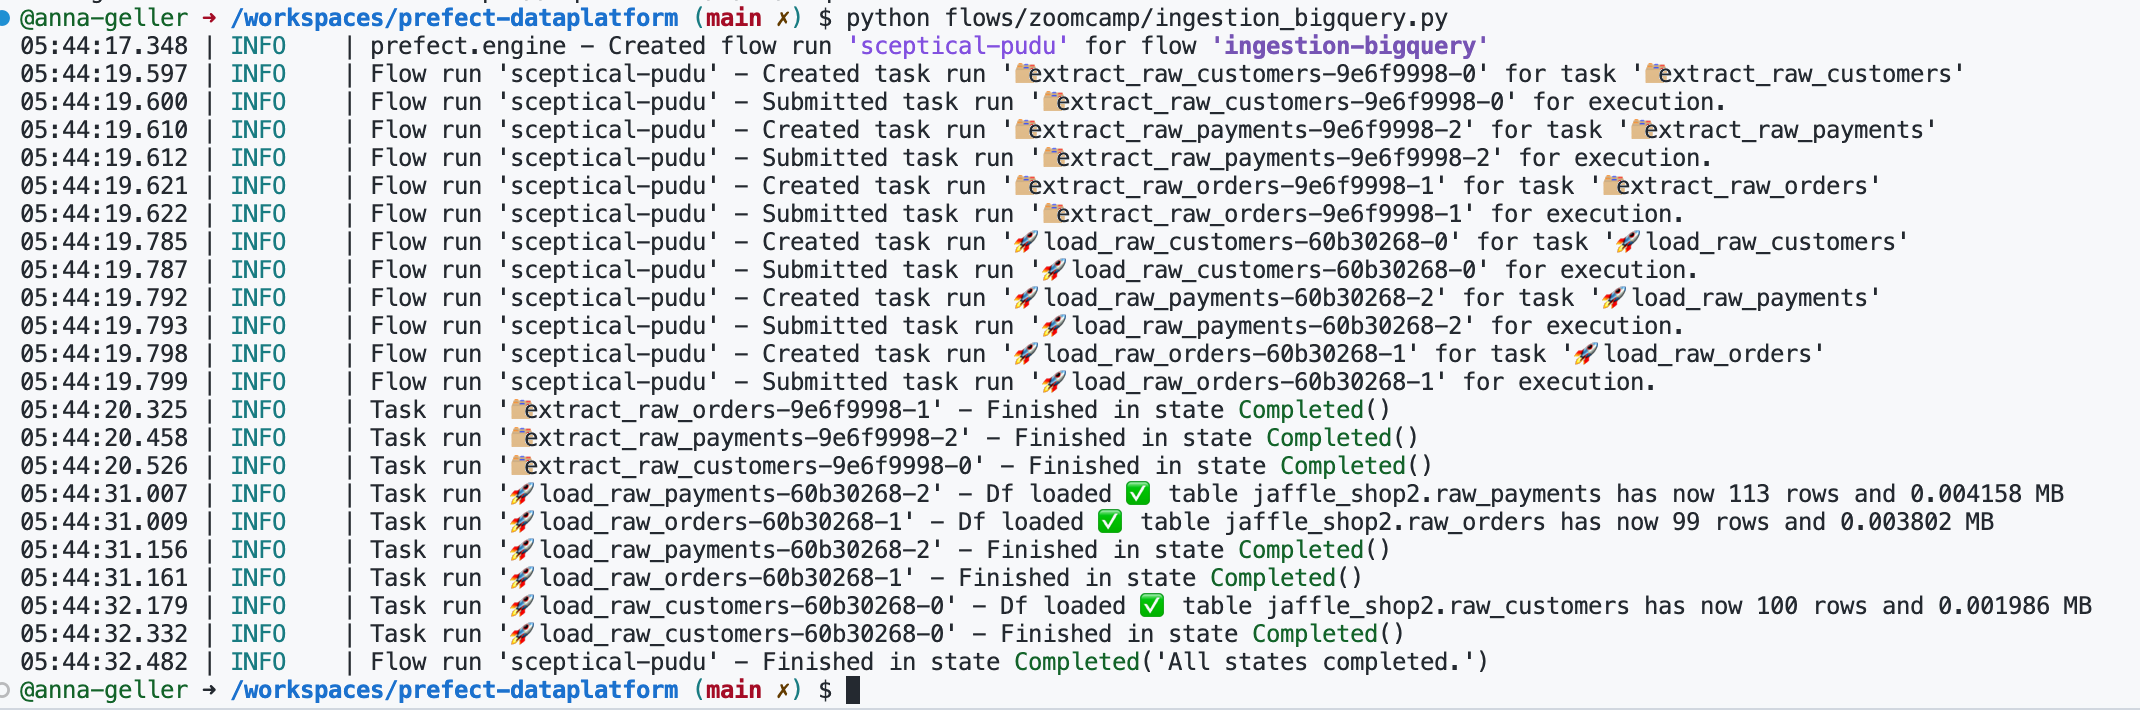 @anna-geller → /workspaces/prefect-dataplatform (main ✗) $ python flows/zoomcamp/ingestion_bigquery.py
05:44:17.348 | INFO    | prefect.engine - Created flow run 'sceptical-pudu' for flow 'ingestion-bigquery'
05:44:19.597 | INFO    | Flow run 'sceptical-pudu' - Created task run '🗂extract_raw_customers-9e6f9998-0' for task '🗂extract_raw_customers'
05:44:19.600 | INFO    | Flow run 'sceptical-pudu' - Submitted task run '🗂extract_raw_customers-9e6f9998-0' for execution.
05:44:19.610 | INFO    | Flow run 'sceptical-pudu' - Created task run '🗂extract_raw_payments-9e6f9998-2' for task '🗂extract_raw_payments'
05:44:19.612 | INFO    | Flow run 'sceptical-pudu' - Submitted task run '🗂extract_raw_payments-9e6f9998-2' for execution.
05:44:19.621 | INFO    | Flow run 'sceptical-pudu' - Created task run '🗂extract_raw_orders-9e6f9998-1' for task '🗂extract_raw_orders'
05:44:19.622 | INFO    | Flow run 'sceptical-pudu' - Submitted task run '🗂extract_raw_orders-9e6f9998-1' for execution.
05:44:19.785 | INFO    | Flow run 'sceptical-pudu' - Created task run '🚀load_raw_customers-60b30268-0' for task '🚀load_raw_customers'
05:44:19.787 | INFO    | Flow run 'sceptical-pudu' - Submitted task run '🚀load_raw_customers-60b30268-0' for execution.
05:44:19.792 | INFO    | Flow run 'sceptical-pudu' - Created task run '🚀load_raw_payments-60b30268-2' for task '🚀load_raw_payments'
05:44:19.793 | INFO    | Flow run 'sceptical-pudu' - Submitted task run '🚀load_raw_payments-60b30268-2' for execution.
05:44:19.798 | INFO    | Flow run 'sceptical-pudu' - Created task run '🚀load_raw_orders-60b30268-1' for task '🚀load_raw_orders'
05:44:19.799 | INFO    | Flow run 'sceptical-pudu' - Submitted task run '🚀load_raw_orders-60b30268-1' for execution.
05:44:20.325 | INFO    | Task run '🗂extract_raw_orders-9e6f9998-1' - Finished in state Completed()
05:44:20.458 | INFO    | Task run '🗂extract_raw_payments-9e6f9998-2' - Finished in state Completed()
05:44:20.526 | INFO    | Task run '🗂extract_raw_customers-9e6f9998-0' - Finished in state Completed()
05:44:31.007 | INFO    | Task run '🚀load_raw_payments-60b30268-2' - Df loaded ✅ table jaffle_shop2.raw_payments has now 113 rows and 0.004158 MB
05:44:31.009 | INFO    | Task run '🚀load_raw_orders-60b30268-1' - Df loaded ✅ table jaffle_shop2.raw_orders has now 99 rows and 0.003802 MB
05:44:31.156 | INFO    | Task run '🚀load_raw_payments-60b30268-2' - Finished in state Completed()
05:44:31.161 | INFO    | Task run '🚀load_raw_orders-60b30268-1' - Finished in state Completed()
05:44:32.179 | INFO    | Task run '🚀load_raw_customers-60b30268-0' - Df loaded ✅ table jaffle_shop2.raw_customers has now 100 rows and 0.001986 MB
05:44:32.332 | INFO    | Task run '🚀load_raw_customers-60b30268-0' - Finished in state Completed()
05:44:32.482 | INFO    | Flow run 'sceptical-pudu' - Finished in state Completed('All states completed.')
@anna-geller → /workspaces/prefect-dataplatform (main ✗) $